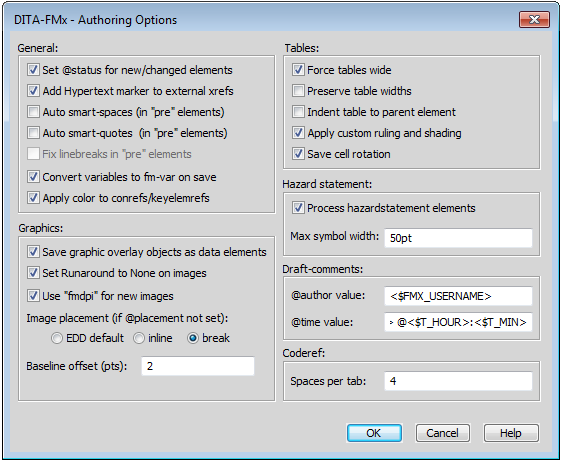 DITA-FMx - Authoring Options
General:
Set @status for new/changed elements
Add Hypertext marker to external xrefs
Auto smart-spaces (in "pre" elements)
Auto smart-quotes (in "pre" elements)
Fix linebreaks in "pre" elements
Convert variables to fm-var on save
Apply color to conrefs/keylemrefs
Graphics:
Save graphic overlay objects as data elements
Set Runaround to None on images
Use "fmdpi" for new images
Image placement (if @placement not set):
EDD default inline break
Baseline offset (pts): 2
Tables:
Force tables wide
Preserve table widths
Indent table to parent element
Apply custom ruling and shading
Save cell rotation
Hazard statement:
Process hazardstatement elements
Max symbol width: 50pt
Draft-comments:
@author value: <$FMX_USERNAME>
@time value: > @<$T_HOUR>:<$T_MIN>
Coderef:
Spaces per tab: 4
OK Cancel Help